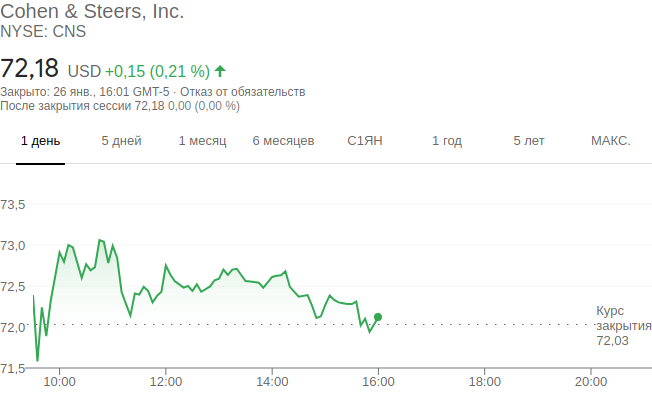 Cohen & Steers, Inc.
NYSE: CNS
72,18 USD +0,15 (0,21 %)
Закрыто: 26 янв., 16:01 GMT-5 · Отказ от обязательств
После закрытия сессии 72,18 0,00 (0,00 %)
1 день 5 дней 1 месяц 6 месяцев С1ЯН 1 год 5 лет МАКС.
73,5
73,0
72,5
Курс
72,0 закрытия
72,03
71,5
10:00 12:00 14:00 16:00 18:00 20:00